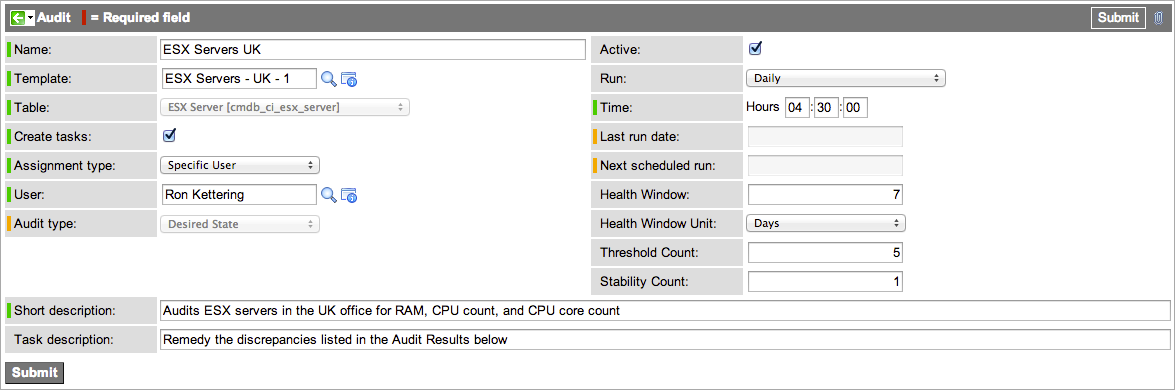 Audit = Required field Submit
Name: ESX Servers UK
Template: ESX Servers - UK - 1
Table: ESX Server [cmdb_ci_esx_server]
Create tasks:
Assignment type: Specific User
User: Ron Kettering
Audit type: Desired State
Active:
Run: Daily
Time: Hours 04 : 30 : 00
Last run date:
Next scheduled run:
Health Window: 7
Health Window Unit: Days
Threshold Count: 5
Stability Count: 1
Short description: Audits ESX servers in the UK office for RAM, CPU count, and CPU core count
Task description: Remedy the discrepancies listed in the Audit Results below
Submit